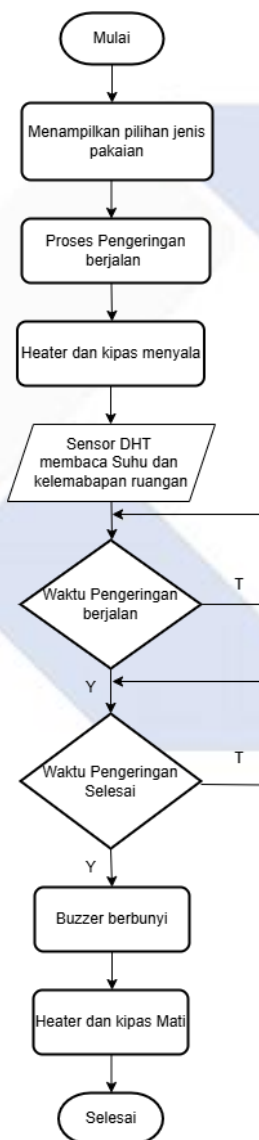 Mulai
Menampilkan pilihan jenis
pakaian
Proses Pengeringan
berjalan
Heater dan kipas menyala
Sensor DHT
membaca Suhu dan
kelemabapan ruangan
Waktu Pengeringan
berjalan
T
Y
Waktu Pengeringan
Selesai
T
Y
Buzzer berbunyi
Heater dan kipas Mati
Selesai